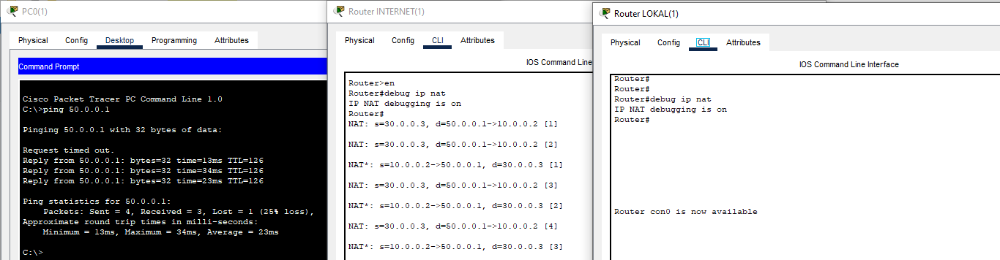 PC0(1)
Physical Config Desktop Programming Attributes
Command Prompt
Cisco Packet Tracer PC Command Line 1.0
C:\>ping 50.0.0.1
Pinging 50.0.0.1 with 32 bytes of data:
Request timed out.
Reply from 50.0.0.1: bytes=32 time=13ms TTL=126
Reply from 50.0.0.1: bytes=32 time=34ms TTL=126
Reply from 50.0.0.1: bytes=32 time=23ms TTL=126
Ping statistics for 50.0.0.1:
Packets: Sent = 4, Received = 3, Lost = 1 (25% loss),
Approximate round trip times in milli-seconds:
Minimum = 13ms, Maximum = 34ms, Average = 23ms
C:\>
Router INTERNET(1)
Physical Config CLI Attributes
IOS Command Line
Router>en
Router#debug ip nat
IP NAT debugging is on
Router#
NAT: s=30.0.0.3, d=50.0.0.1->10.0.0.2 [1]
NAT: s=30.0.0.3, d=50.0.0.1->10.0.0.2 [2]
NAT*: s=10.0.0.2->50.0.0.1, d=30.0.0.3 [1]
NAT: s=30.0.0.3, d=50.0.0.1->10.0.0.2 [3]
NAT*: s=10.0.0.2->50.0.0.1, d=30.0.0.3 [2]
NAT: s=30.0.0.3, d=50.0.0.1->10.0.0.2 [4]
NAT*: s=10.0.0.2->50.0.0.1, d=30.0.0.3 [3]
Router LOKAL(1)
Physical Config CLI Attributes
IOS Command Line Interface
Router#
Router#
Router#debug ip nat
IP NAT debugging is on
Router#
Router con0 is now available